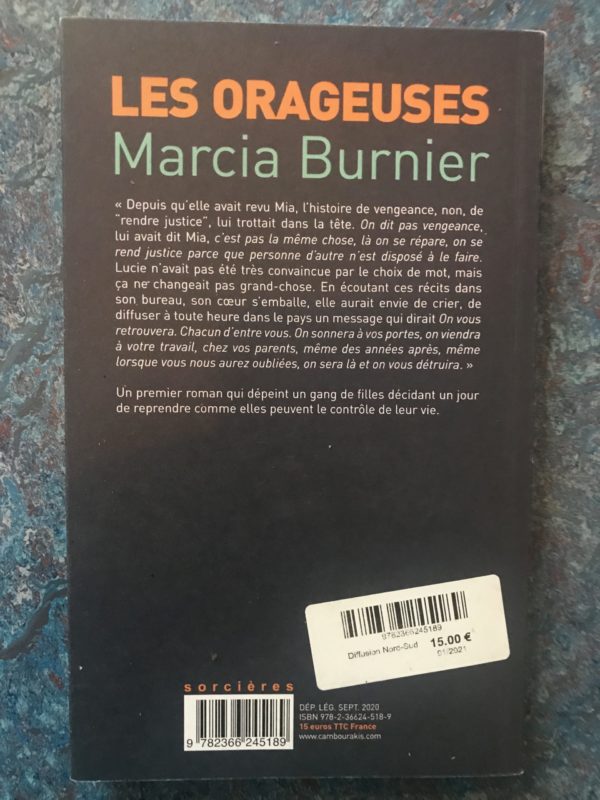 LES ORAGEUSES
Marcia Burnier
« Depuis qu'elle avait revu Mia, l'histoire de vengeance, non, de
"rendre justice", lui trottait dans la tête. On dit pas vengeance,
lui avait dit Mia, c'est pas la même chose, là on se répare, on se
rend justice parce que personne d'autre n'est disposé à le faire.
Lucie n'avait pas été très convaincue par le choix de mot, mais
ça ne changeait pas grand-chose. En écoutant ces récits dans
son bureau, son cœur s'emballe, elle aurait envie de crier, de
diffuser à toute heure dans le pays un message qui dirait On vous
retrouvera. Chacun d'entre vous. On sonnera à vos portes, on viendra
à votre travail, chez vos parents, même des années après, même
lorsque vous nous aurez oubliées, on sera là et on vous détruira. »
Un premier roman qui dépeint un gang de filles décidant un jour
de reprendre comme elles peuvent le contrôle de leur vie.
9782366245189
Diffusion Nord-Sud
15.00 €
01/2021
sorcières
DÉP. LÉG. SEPT. 2020
ISBN 978-2-36624-518-9
15 euros TTC France
www.cambourakis.com
9 782366 245189